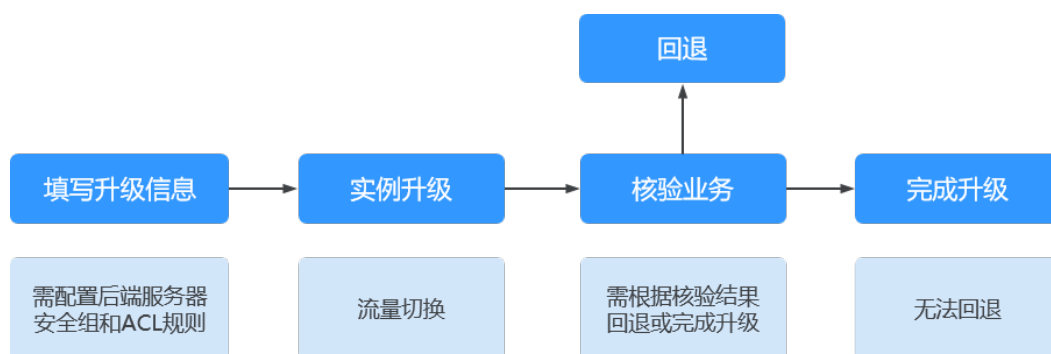 回退
填写升级信息
实例升级
核验业务
完成升级
需配置后端服务器
安全组和ACL规则
流量切换
需根据核验结果
回退或完成升级
无法回退